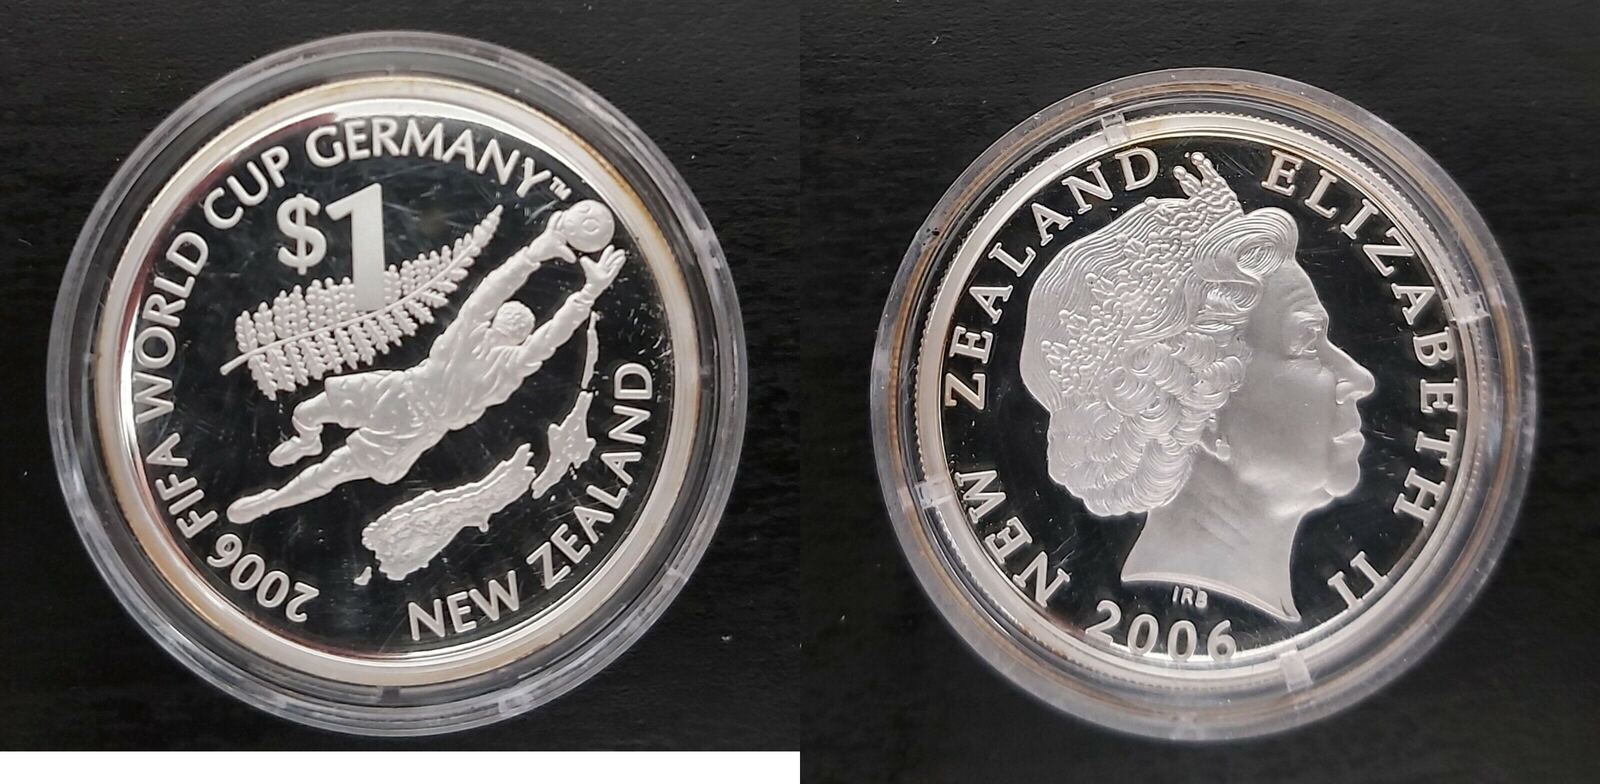 2006 FIFA WORLD CUP GERMANY™
$1
NEW ZEALAND
NEW ZEALAND ELIZABETH II
IRB
2006